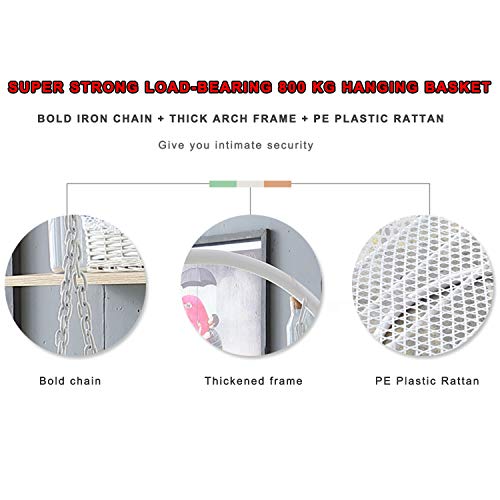 SUPER STRONG LOAD-BEARING 800 KG HANGING BASKET
BOLD IRON CHAIN + THICK ARCH FRAME + PE PLASTIC RATTAN
Give you intimate security
Bold chain
Thickened frame
PE Plastic Rattan